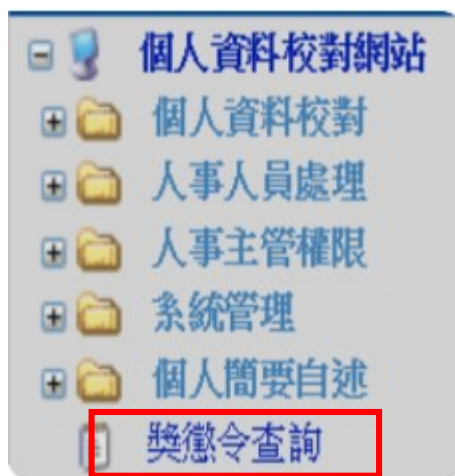 個人資料校對網站
個人資料校對
人事人員處理
人事主管權限
系統管理
個人簡要自述
獎懲令查詢